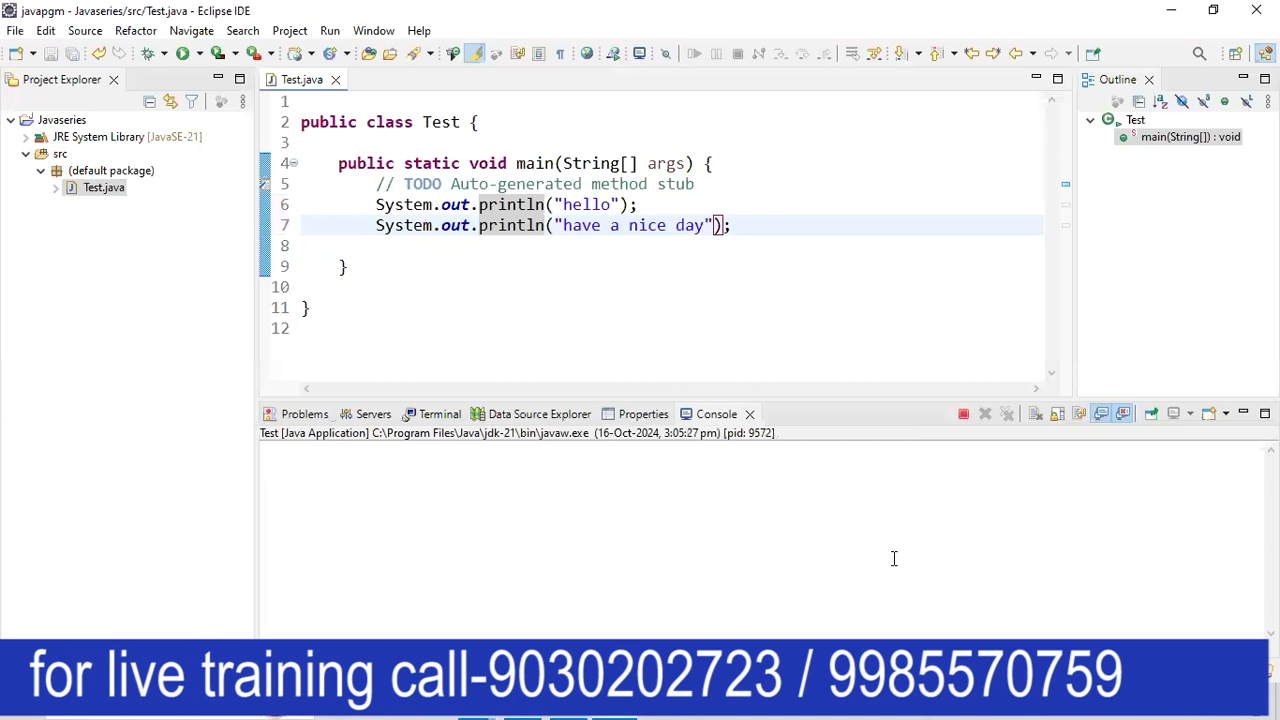 javapgm - Javaseries/src/Test.java - Eclipse IDE
File Edit Source Refactor Navigate Search Project Run Window Help
Project Explorer
Test.java
Outline
Javaseries
JRE System Library [JavaSE-21]
src
(default package)
Test.java
1
2 public class Test {
3
4 public static void main(String[] args) {
5 // TODO Auto-generated method stub
6 System.out.println("hello");
7 System.out.println("have a nice day");
8
9 }
10
11 }
12
Test
main(String[]) : void
Problems Servers Terminal Data Source Explorer Properties Console
Test [Java Application] C:\Program Files\Java\jdk-21\bin\javaw.exe (16-Oct-2024, 3:05:27 pm) [pid: 9572]
for live training call-9030202723 / 9985570759